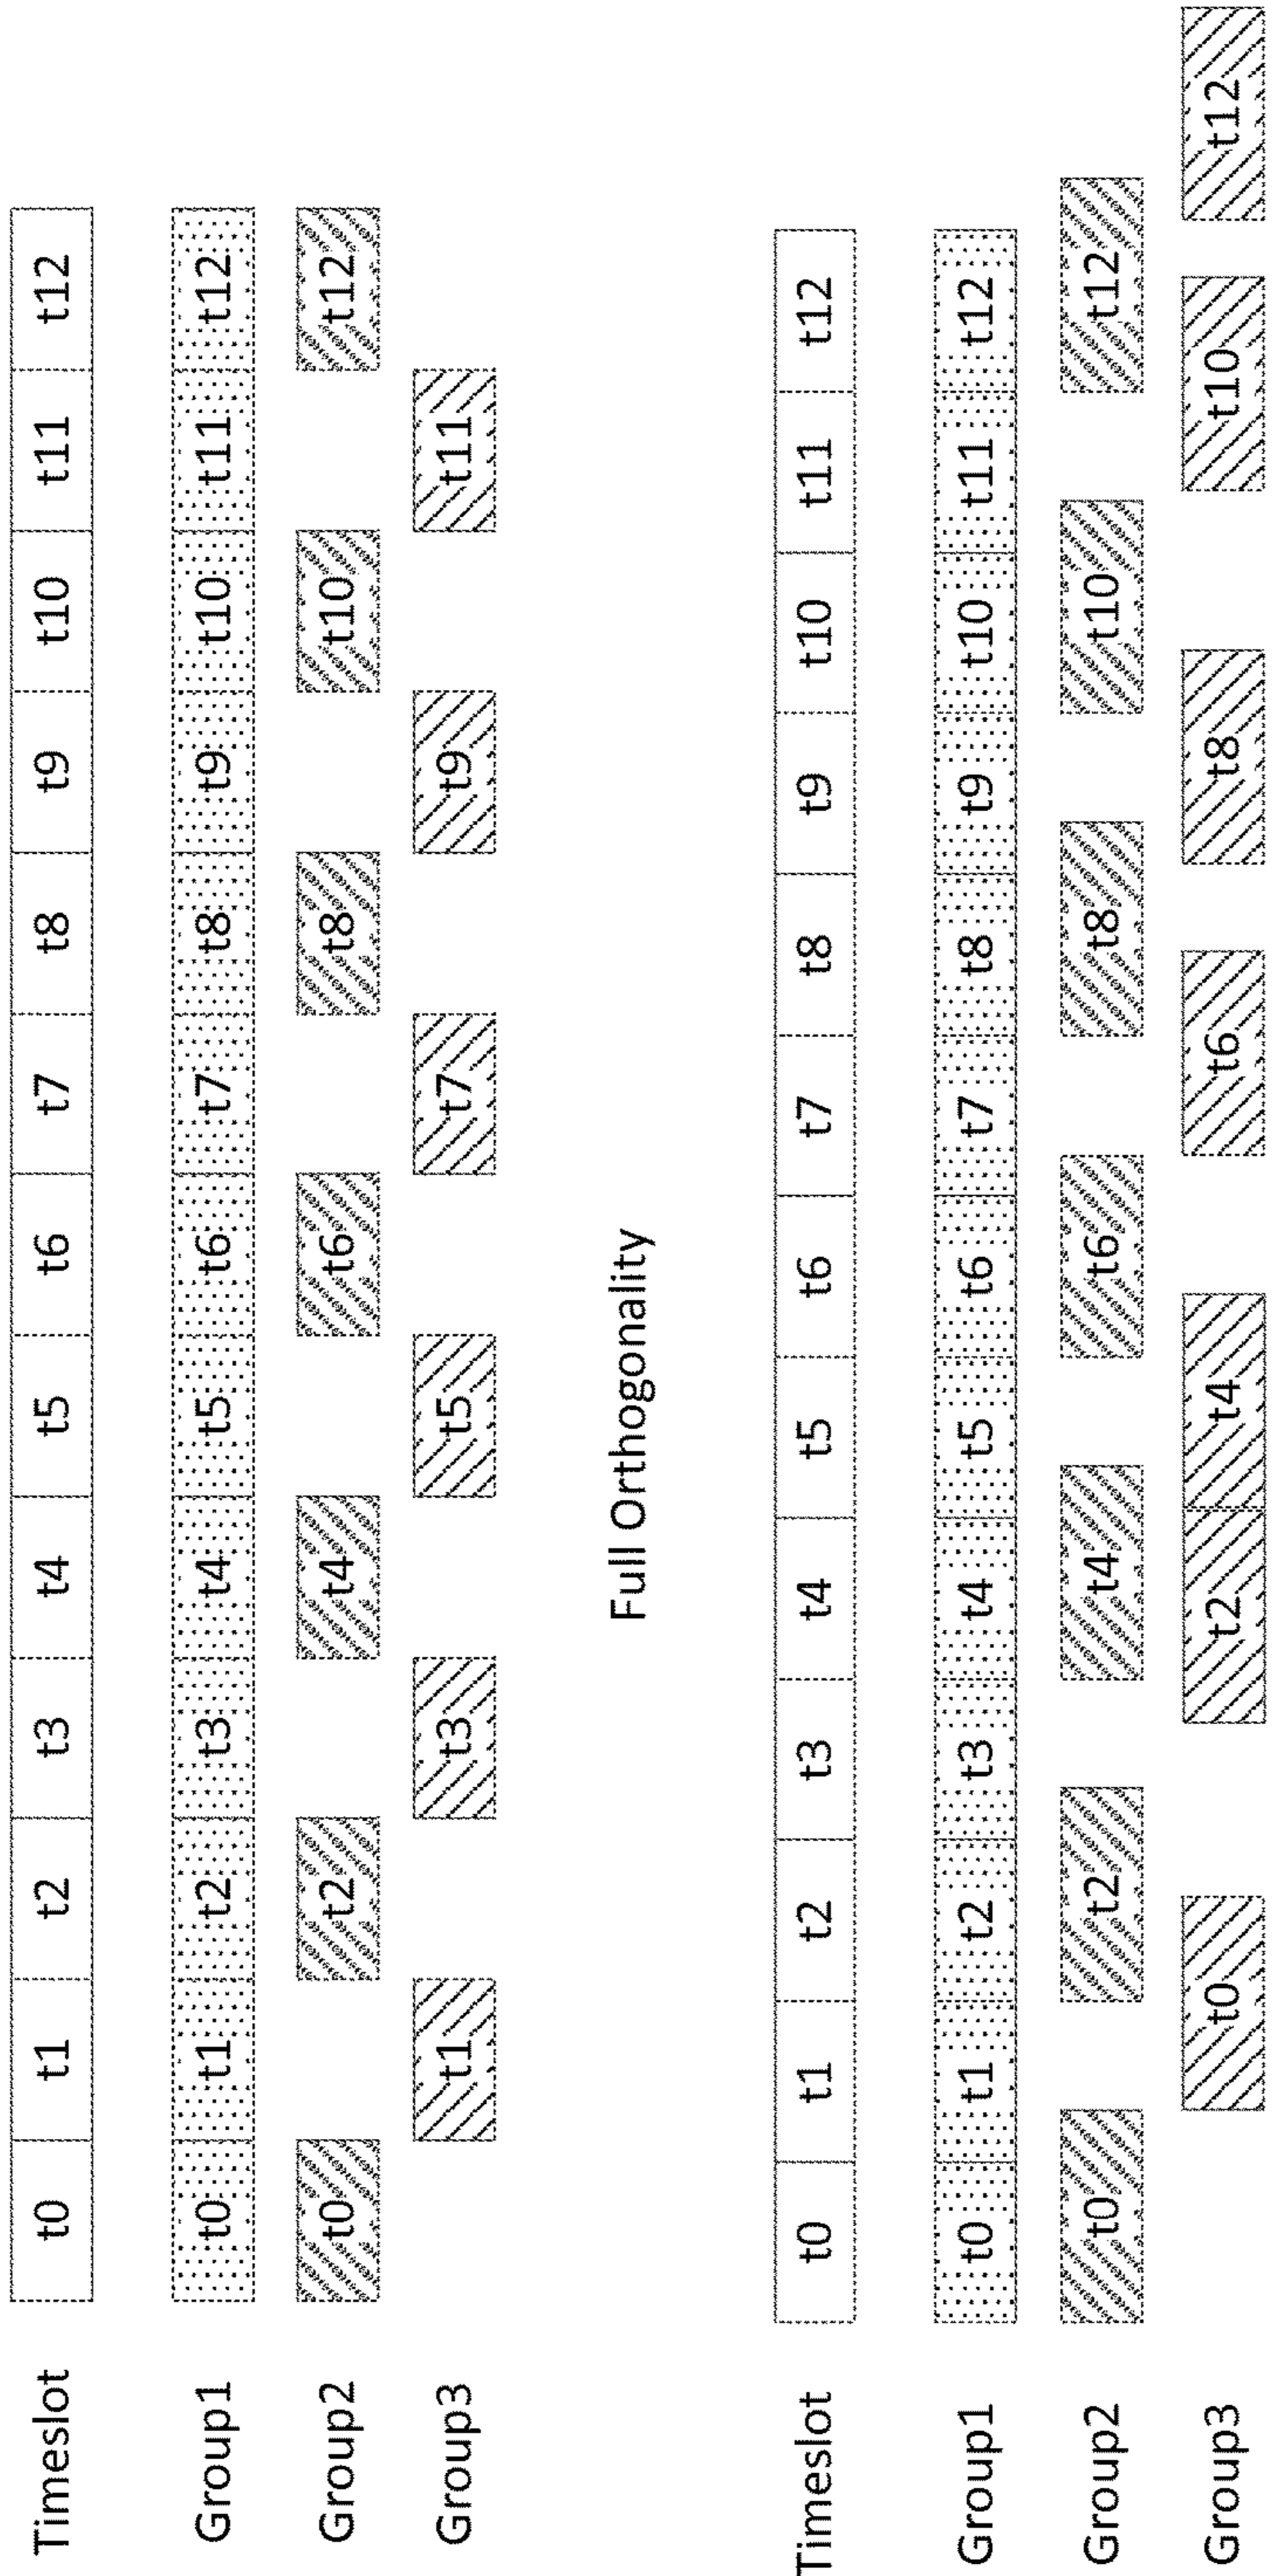 Timeslot t0 t1 t2 t3 t4 t5 t6 t7 t8 t9 t10 t11 t12
Group1 t0 t1 t2 t3 t4 t5 t6 t7 t8 t9 t10 t11 t12
Group2 t0 t2 t4 t6 t8 t10 t12
Group3 t1 t3 t5 t7 t9 t11
Full Orthogonality
Timeslot t0 t1 t2 t3 t4 t5 t6 t7 t8 t9 t10 t11 t12
Group1 t0 t1 t2 t3 t4 t5 t6 t7 t8 t9 t10 t11 t12
Group2 t0 t2 t4 t6 t8 t10 t12
Group3 t0 t2 t4 t6 t8 t10 t12